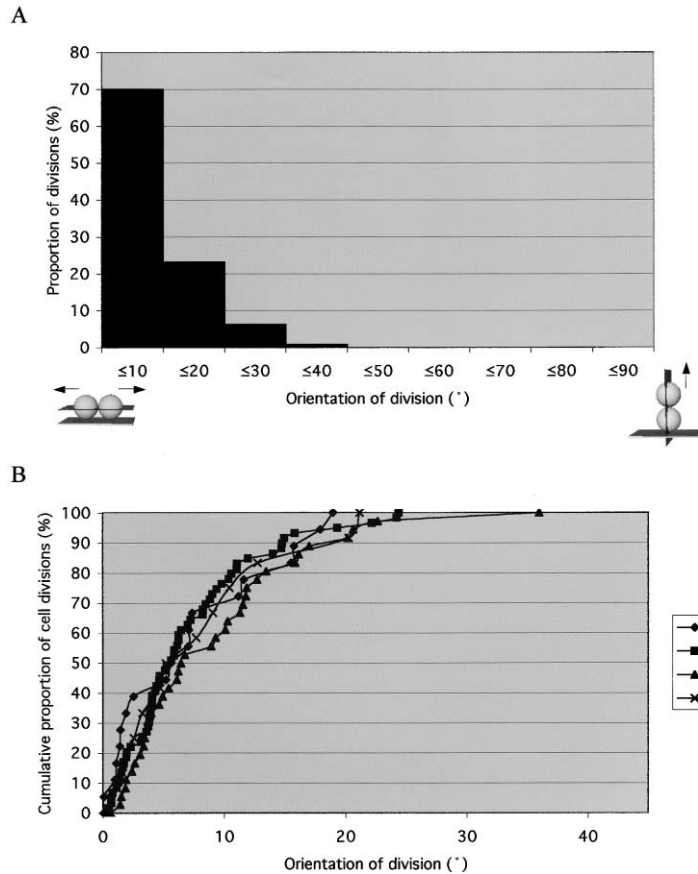 A
80
70
60
50
40
30
20
10
0
Proportion of divisions (%)
≤10 ≤20 ≤30 ≤40 ≤50 ≤60 ≤70 ≤80 ≤90
Orientation of division (°)
B
100
90
80
70
60
50
40
30
20
10
0
Cumulative proportion of cell divisions (%)
0 10 20 30 40
Orientation of division (°)